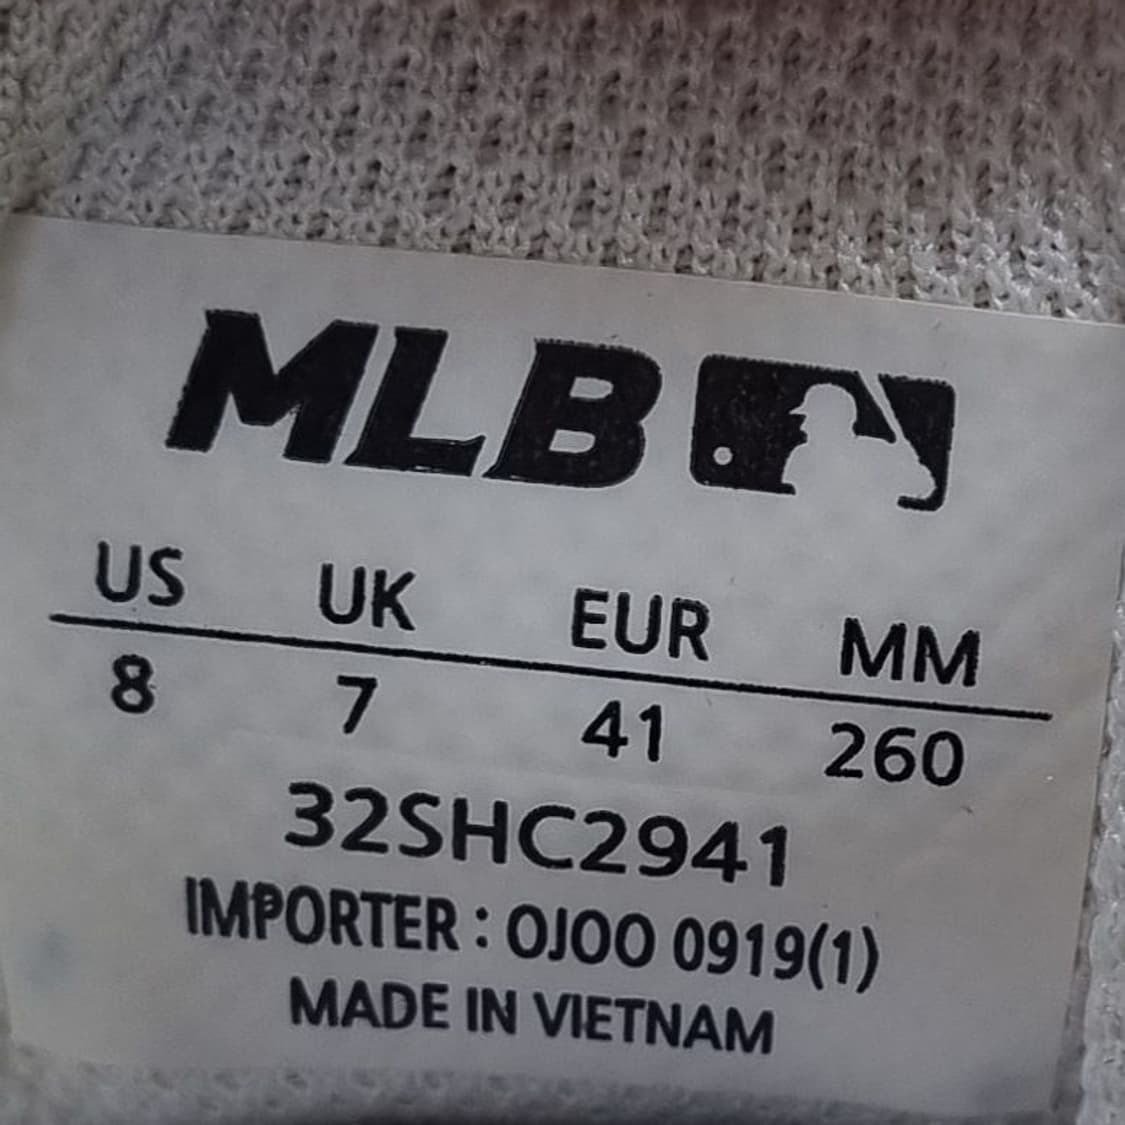 MLB
US UK EUR MM
8 7 41 260
32SHC2941
IMPORTER : OJOO 0919(1)
MADE IN VIETNAM